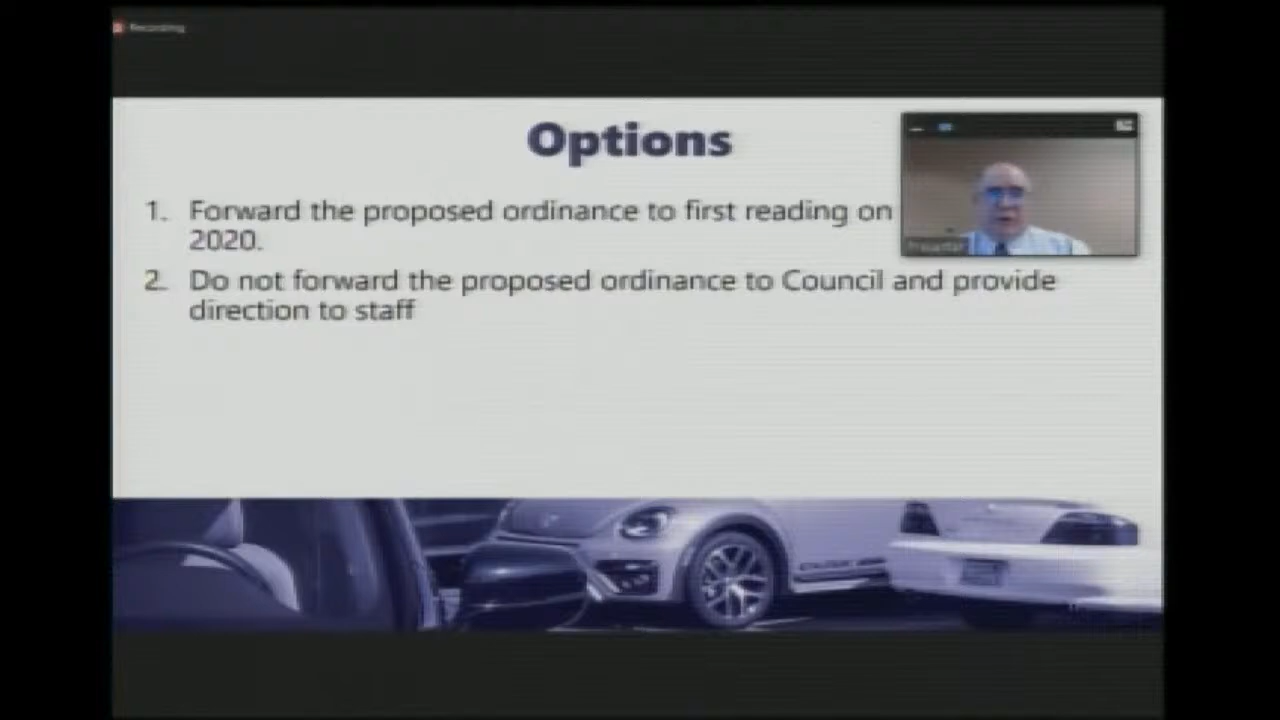 Recording
Options
1. Forward the proposed ordinance to first reading on
2020.
2. Do not forward the proposed ordinance to Council and provide
direction to staff
Presenter